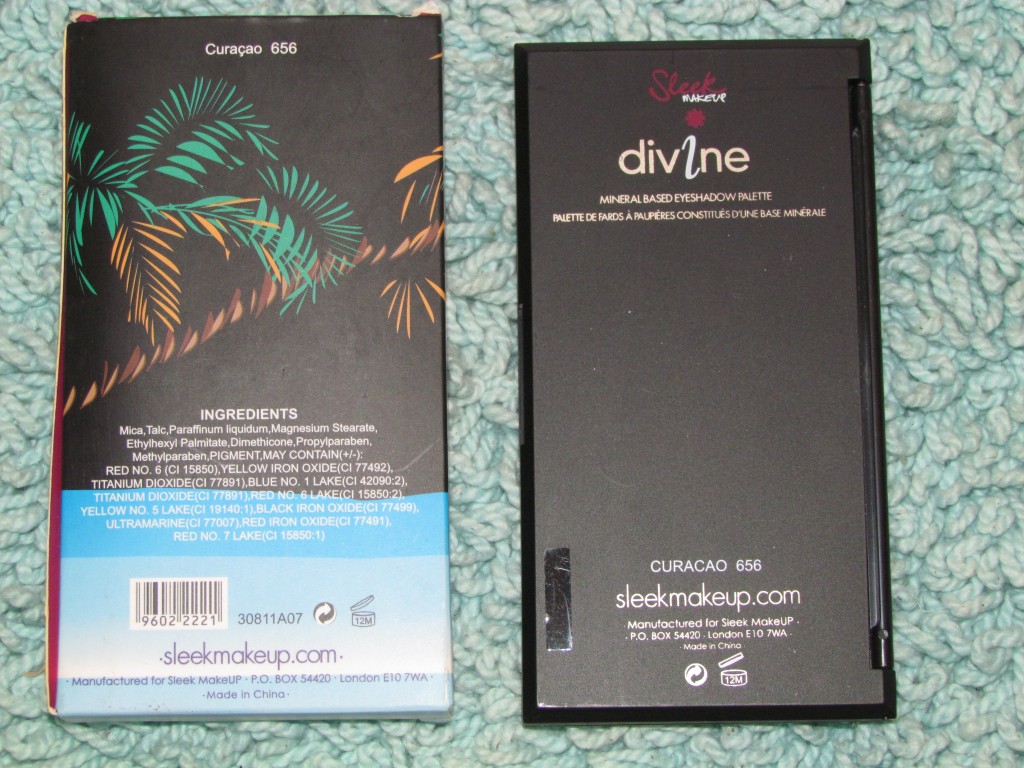 Curaçao 656
INGREDIENTS
Mica,Talc,Paraffinum liquidum,Magnesium Stearate,
Ethylhexyl Palmitate,Dimethicone,Propylparaben,
Methylparaben,PIGMENT,MAY CONTAIN(+/-):
RED NO. 6 (CI 15850),YELLOW IRON OXIDE(CI 77492),
TITANIUM DIOXIDE(CI 77891),BLUE NO. 1 LAKE(CI 42090:2),
TITANIUM DIOXIDE(CI 77891),RED NO. 6 LAKE(CI 15850:2),
YELLOW NO. 5 LAKE(CI 19140:1),BLACK IRON OXIDE(CI 77499),
ULTRAMARINE(CI 77007),RED IRON OXIDE(CI 77491),
RED NO. 7 LAKE(CI 15850:1)
9602 2221
30811A07
12M
·sleekmakeup.com·
· Manufactured for Sleek MakeUP · P.O. BOX 54420 · London E10 7WA ·
·Made in China·
Sleek
MAKEUP
divine
MINERAL BASED EYESHADOW PALETTE
PALETTE DE FARDS À PAUPIÈRES CONSTITUÉS D'UNE BASE MINÉRALE
CURACAO 656
sleekmakeup.com
Manufactured for Sleek MakeUP
· P.O. BOX 54420 · London E10 7WA ·
· Made in China
12M